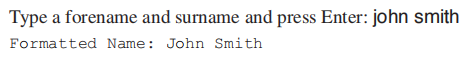 Type a forename and surname and press Enter: john smith
Formatted Name: John Smith